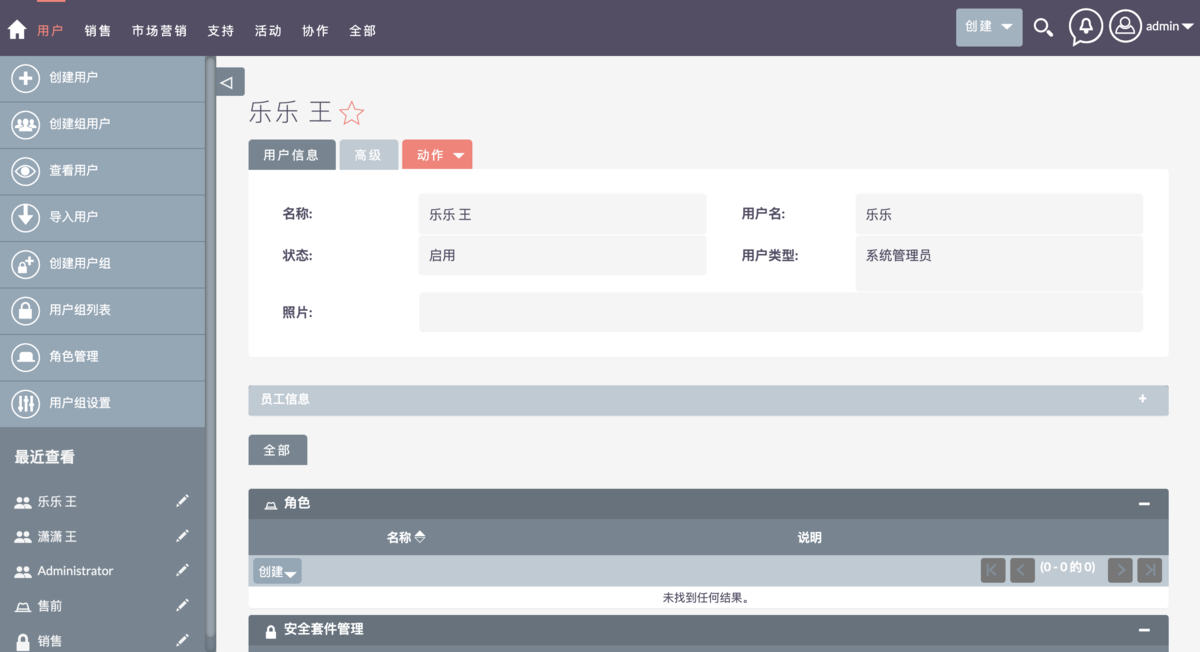 用户 销售 市场营销 支持 活动 协作 全部 创建 admin
创建用户
创建组用户
查看用户
导入用户
创建用户组
用户组列表
角色管理
用户组设置
最近查看
乐乐 王
潇潇 王
Administrator
售前
销售
乐乐 王
用户信息 高级 动作
名称: 乐乐 王 用户名: 乐乐
状态: 启用 用户类型: 系统管理员
照片:
员工信息 +
全部
角色
名称 说明
创建 (0 - 0 的 0)
未找到任何结果。
安全套件管理